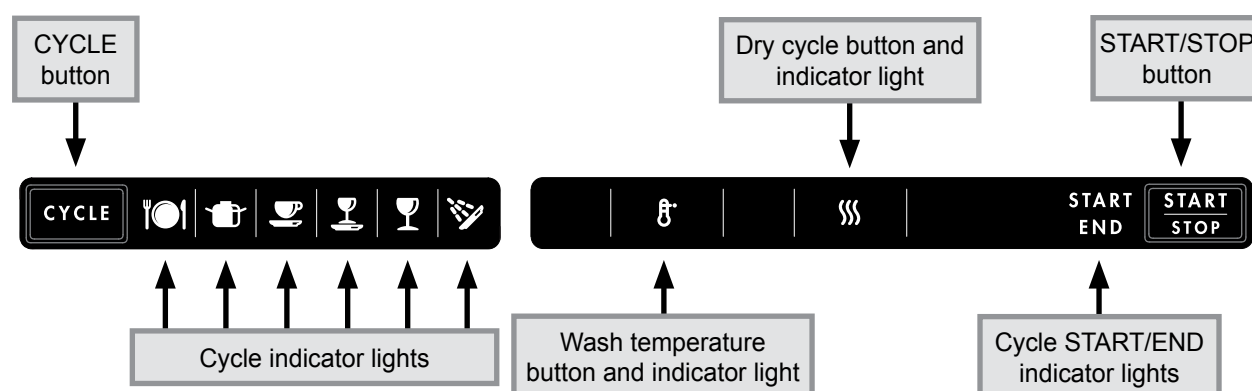 CYCLE
button
Dry cycle button and
indicator light
START/STOP
button
CYCLE
START
END
START
STOP
Cycle indicator lights
Wash temperature
button and indicator light
Cycle START/END
indicator lights